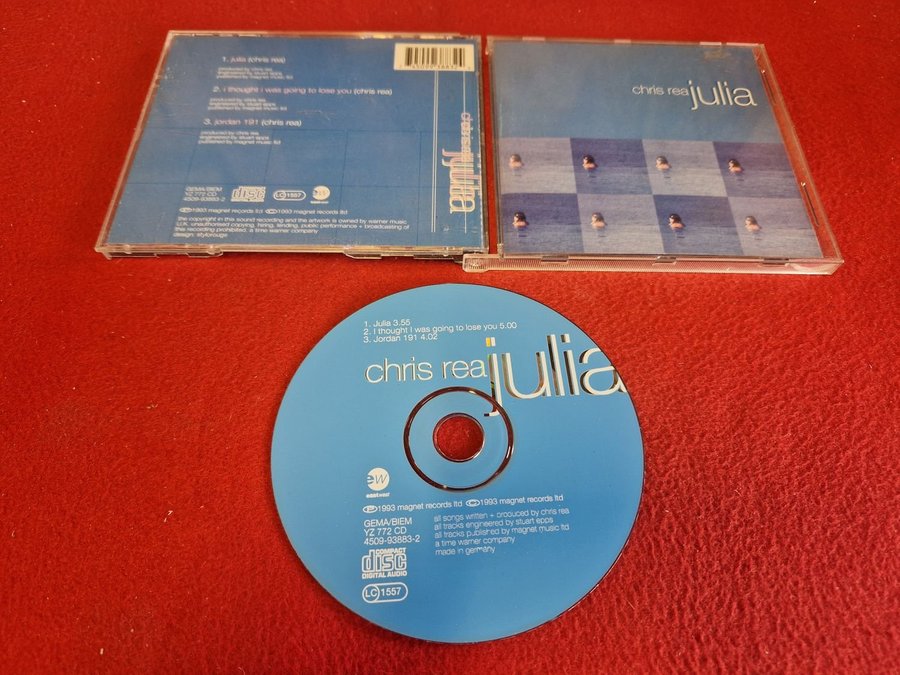 1. julia (chris rea)
produced by chris rea
engineered by stuart epps
published by magnet music ltd
2. i thought i was going to lose you (chris rea)
produced by chris rea
engineered by stuart epps
published by magnet music ltd
3. jordan 191 (chris rea)
produced by chris rea
engineered by stuart epps
published by magnet music ltd
GEMA/BIEM
YZ 772 CD
4509-93883-2
COMPACT
disc
DIGITAL AUDIO
LC 1557
ew
eastwest
℗1993 magnet records ltd ©1993 magnet records ltd
the copyright in this sound recording and the artwork is owned by warner music
U.K. unauthorised copying, hiring, lending, public performance + broadcasting of
this recording prohibited. a time warner company
design: stylorouge
chris rea julia
chris rea julia
1. Julia 3.55
2. I thought I was going to lose you 5.00
3. Jordan 191 4.02
chris rea julia
ew
eastwest
℗1993 magnet records ltd ©1993 magnet records ltd
GEMA/BIEM
YZ 772 CD
4509-93883-2
all songs written + produced by chris rea
all tracks engineered by stuart epps
all tracks published by magnet music ltd
a time warner company
made in germany
COMPACT
disc
DIGITAL AUDIO
LC 1557